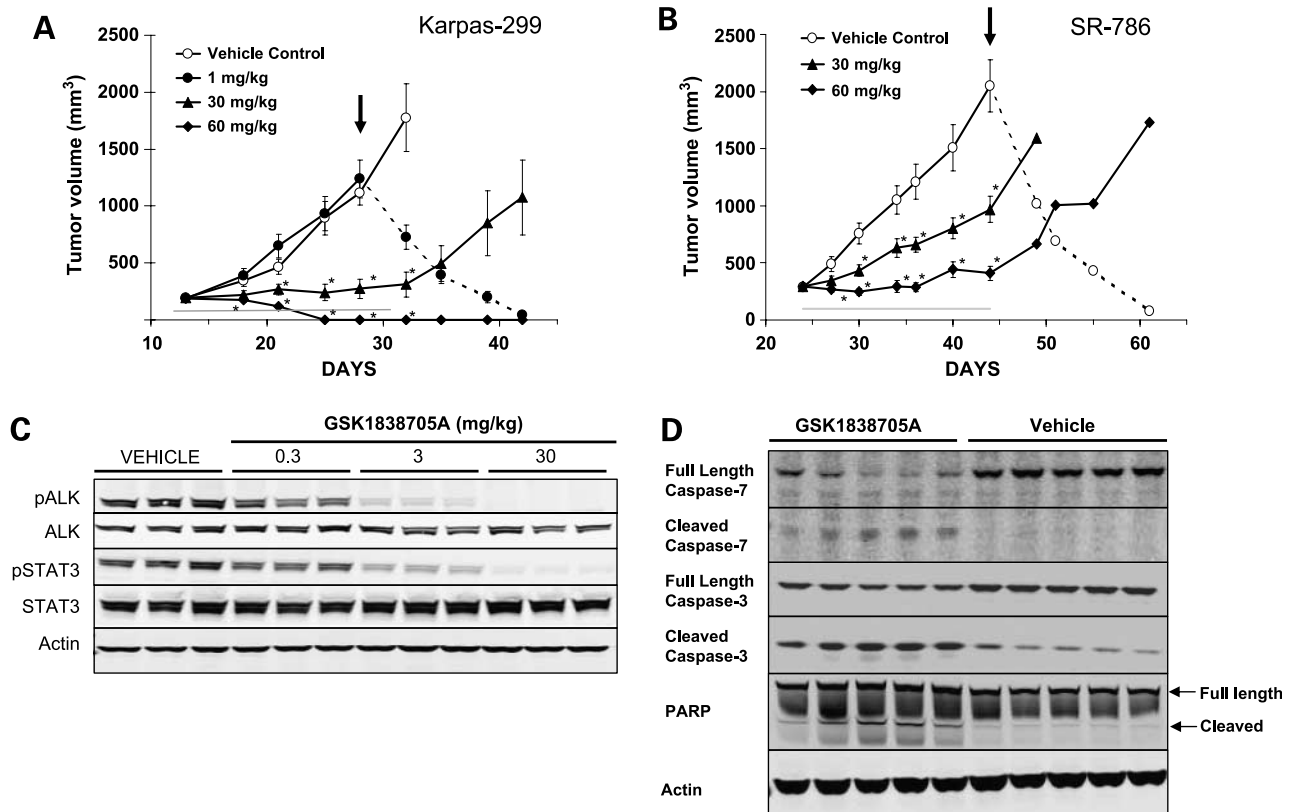 A
Karpas-299
Vehicle Control
1 mg/kg
30 mg/kg
60 mg/kg
Tumor volume (mm3)
2500
2000
1500
1000
500
10
20
30
40
DAYS
*
*
*
*
*
*
*
*
*
B
SR-786
Vehicle Control
30 mg/kg
60 mg/kg
Tumor volume (mm3)
2500
2000
1500
1000
500
0
20
30
40
50
60
DAYS
*
*
*
*
*
*
*
*
*
*
*
C
GSK1838705A (mg/kg)
VEHICLE 0.3 3 30
pALK
ALK
pSTAT3
STAT3
Actin
D
GSK1838705A Vehicle
Full Length
Caspase-7
Cleaved
Caspase-7
Full Length
Caspase-3
Cleaved
Caspase-3
PARP
Full length
Cleaved
Actin